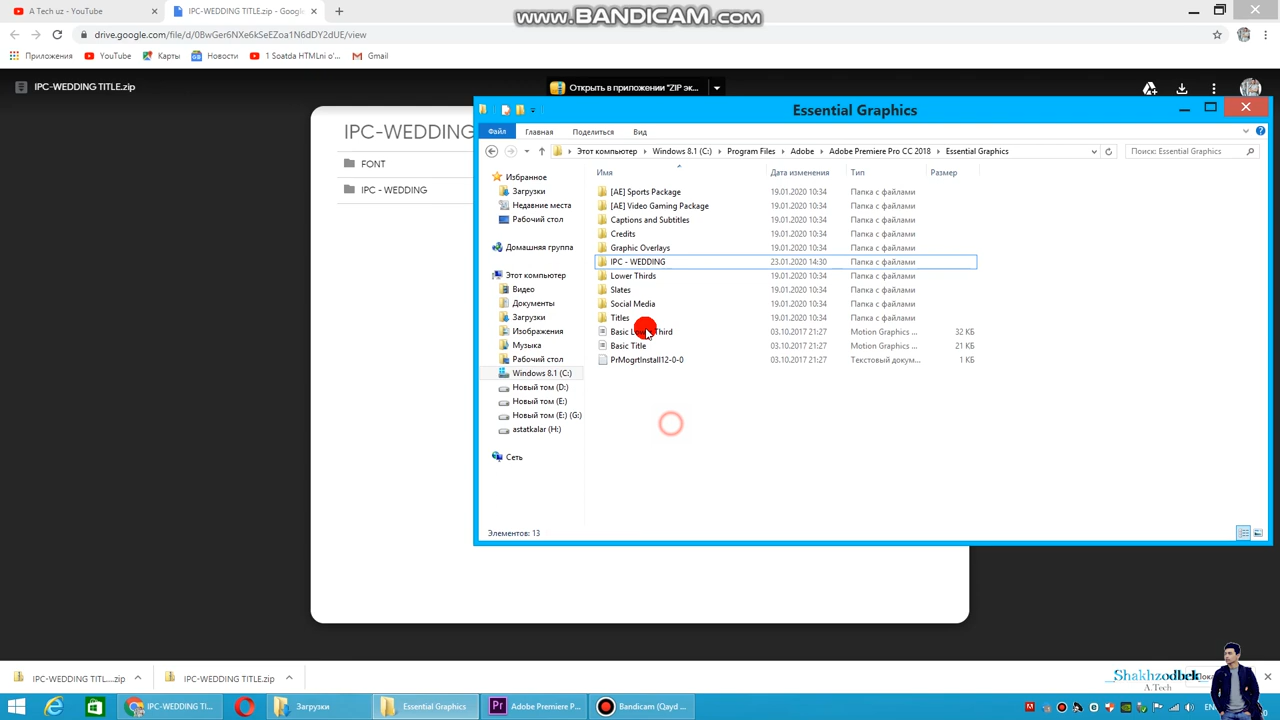 A Tech uz - YouTube
IPC-WEDDING TITLE.zip - Google
www.BANDICAM.com
drive.google.com/file/d/0BwGer6NXe6kSeEZoa1N6dDY2dUE/view
Приложения
YouTube
Карты
Новости
1 Soatda HTMLni o'...
Gmail
IPC-WEDDING TITLE.zip
Открыть в приложении "ZIP эк...
IPC-WEDDING
FONT
IPC - WEDDING
Essential Graphics
Файл
Главная
Поделиться
Вид
Этот компьютер
Windows 8.1 (C:)
Program Files
Adobe
Adobe Premiere Pro CC 2018
Essential Graphics
Поиск: Essential Graphics
Имя
Дата изменения
Тип
Размер
Избранное
Загрузки
Недавние места
Рабочий стол
Домашняя группа
Этот компьютер
Видео
Документы
Загрузки
Изображения
Музыка
Рабочий стол
Windows 8.1 (C:)
Новый том (D:)
Новый том (E:)
Новый том (E:) (G:)
astatkalar (H:)
Сеть
[AE] Sports Package 19.01.2020 10:34 Папка с файлами
[AE] Video Gaming Package 19.01.2020 10:34 Папка с файлами
Captions and Subtitles 19.01.2020 10:34 Папка с файлами
Credits 19.01.2020 10:34 Папка с файлами
Graphic Overlays 19.01.2020 10:34 Папка с файлами
IPC - WEDDING 23.01.2020 14:30 Папка с файлами
Lower Thirds 19.01.2020 10:34 Папка с файлами
Slates 19.01.2020 10:34 Папка с файлами
Social Media 19.01.2020 10:34 Папка с файлами
Titles 19.01.2020 10:34 Папка с файлами
Basic Lower Third 03.10.2017 21:27 Motion Graphics ... 32 КБ
Basic Title 03.10.2017 21:27 Motion Graphics ... 21 КБ
PrMogrtInstall12-0-0 03.10.2017 21:27 Текстовый докум... 1 КБ
Элементов: 13
IPC-WEDDING TITL....zip
IPC-WEDDING TITLE.zip
Shakhzodbek
A.Tech
IPC-WEDDING TI...
Загрузки
Essential Graphics
Adobe Premiere P...
Bandicam (Qayd ...